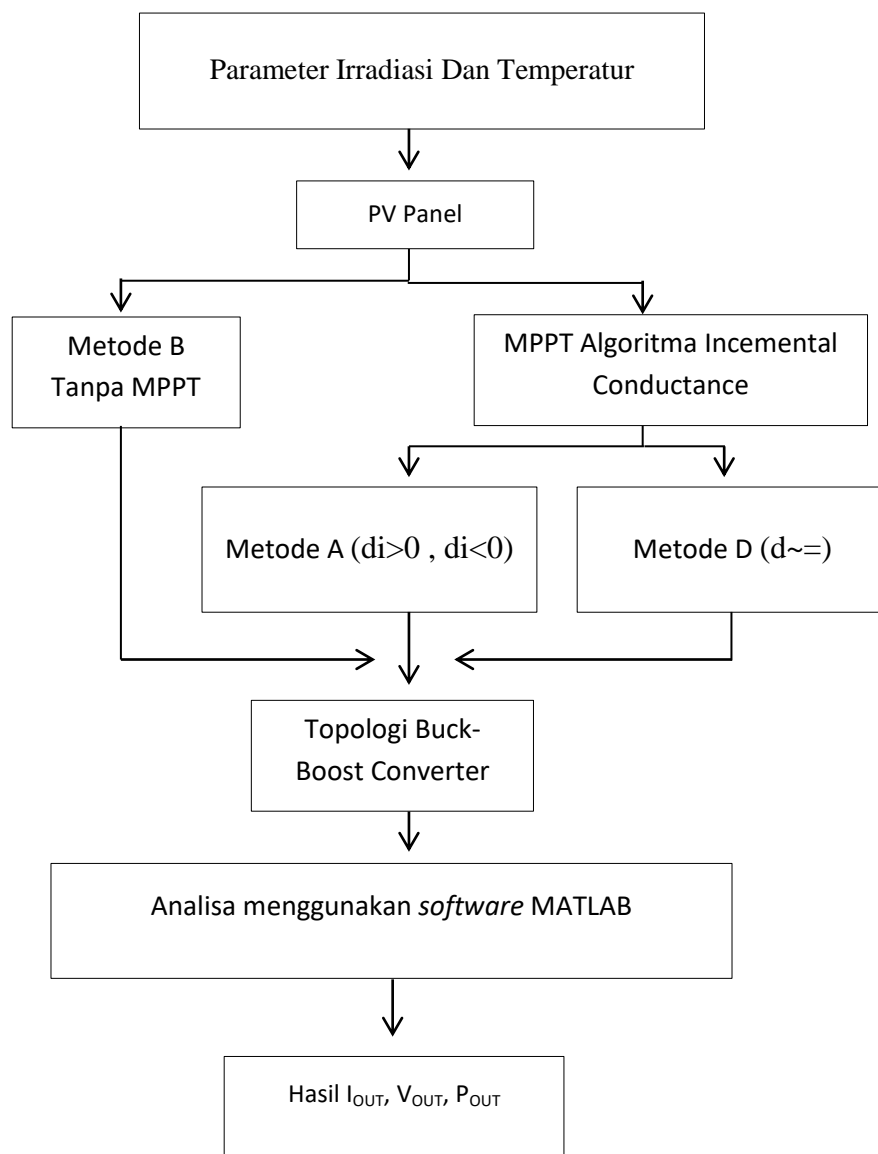 Parameter Irradiasi Dan Temperatur
PV Panel
Metode B
Tanpa MPPT
MPPT Algoritma Incemental
Conductance
Metode A (di>0 , di<0)
Metode D (d~=)
Topologi Buck-
Boost Converter
Analisa menggunakan software MATLAB
Hasil IOUT, VOUT, POUT